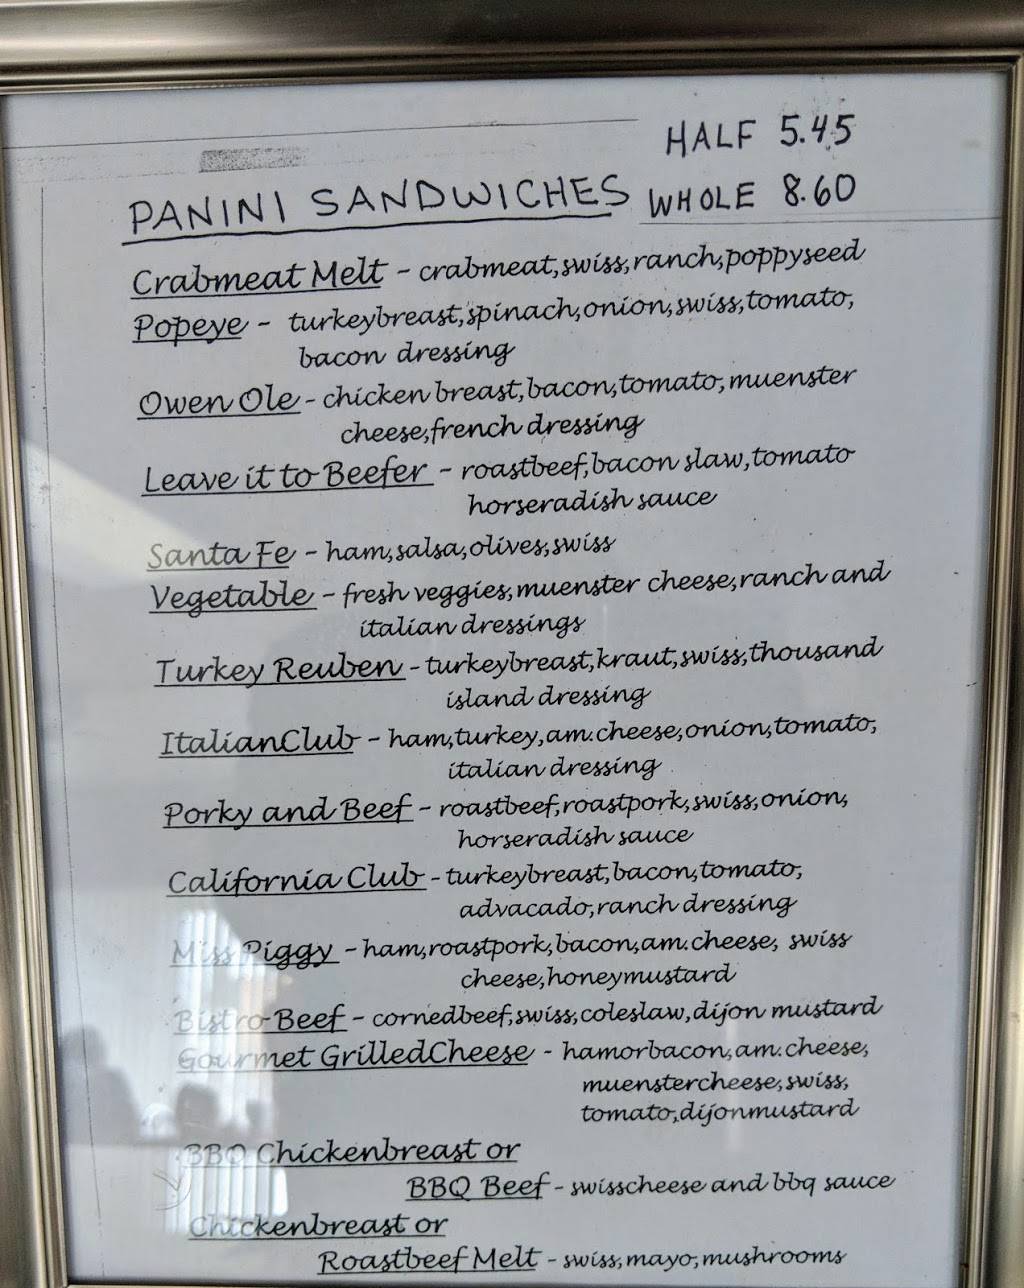 HALF 5.45
PANINI SANDWICHES WHOLE 8.60
Crabmeat Melt - crabmeat,swiss,ranch,poppyseed
Popeye - turkeybreast,spinach,onion,swiss,tomato,
bacon dressing
Owen Ole - chicken breast,bacon,tomato,muenster
cheese,french dressing
Leave it to Beefer - roastbeef,bacon slaw,tomato
horseradish sauce
Santa Fe - ham,salsa,olives,swiss
Vegetable - fresh veggies,muenster cheese,ranch and
italian dressings
Turkey Reuben - turkeybreast,kraut,swiss,thousand
island dressing
ItalianClub - ham,turkey,am.cheese,onion,tomato,
italian dressing
Porky and Beef - roastbeef,roastpork,swiss,onion,
horseradish sauce
California Club - turkeybreast,bacon,tomato,
advacado,ranch dressing
Miss Piggy - ham,roastpork,bacon,am.cheese, swiss
cheese,honeymustard
Bistro Beef - cornedbeef,swiss,coleslaw,dijon mustard
Gourmet GrilledCheese - hamorbacon,am.cheese,
muenstercheese,swiss,
tomato,dijonmustard
BBQ Chickenbreast or
BBQ Beef - swisscheese and bbq sauce
Chickenbreast or
Roastbeef Melt - swiss,mayo,mushrooms